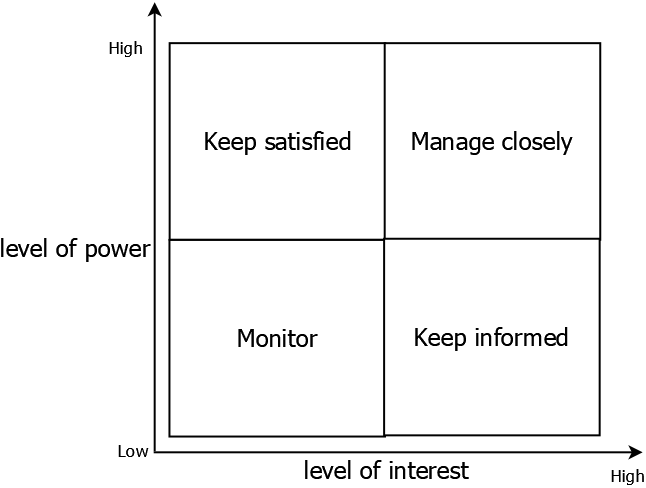 High
Keep satisfied
Manage closely
level of power
Monitor
Keep informed
Low
level of interest
High